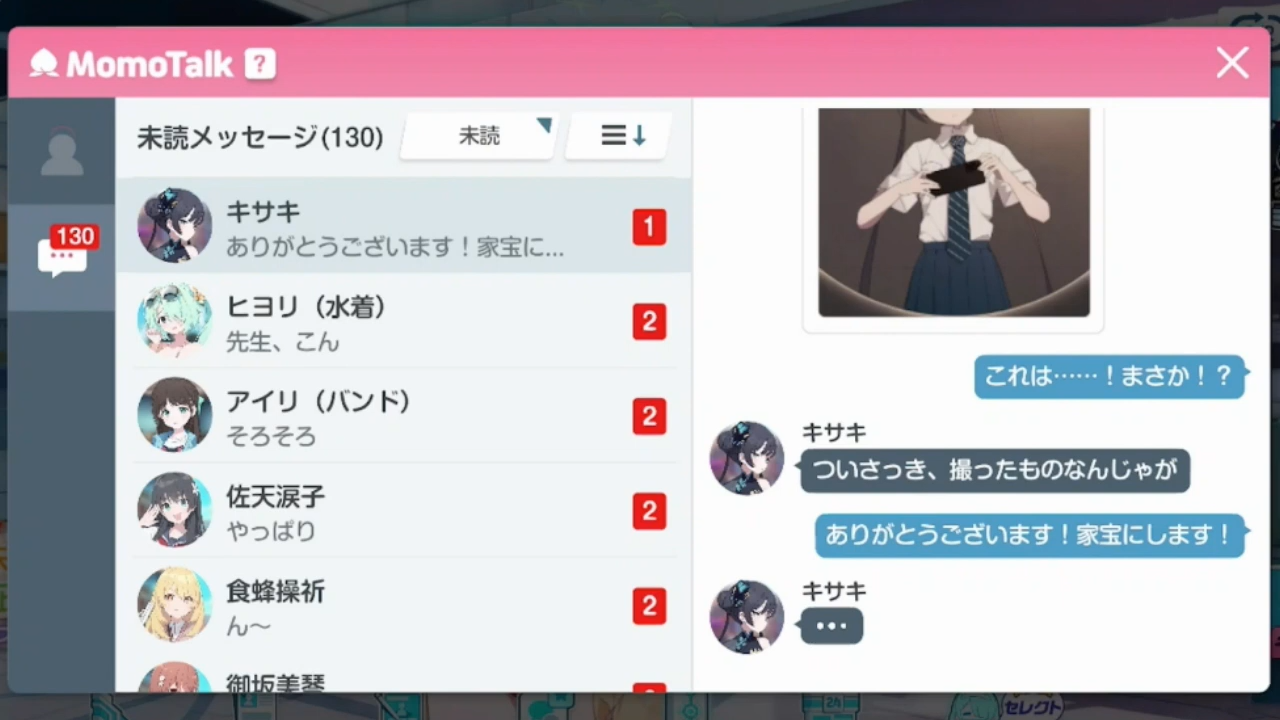 MomoTalk ?
130
未読メッセージ(130)
未読
キサキ
ありがとうございます！家宝に...
1
ヒヨリ（水着）
先生、こん
2
アイリ（バンド）
そろそろ
2
佐天涙子
やっぱり
2
食蜂操祈
ん～
2
御坂美琴
これは……！まさか！？
キサキ
ついさっき、撮ったものなんじゃが
ありがとうございます！家宝にします！
キサキ
•••
セレクト